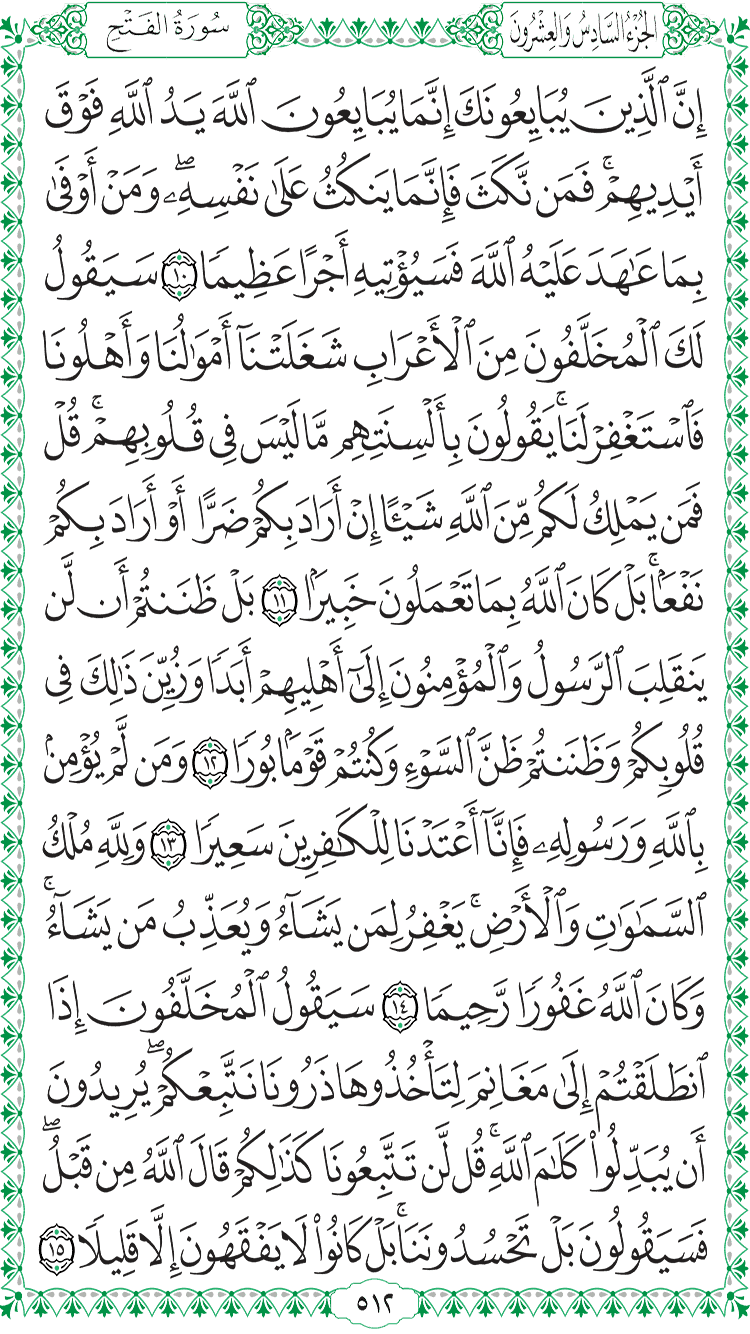 الجُزْءُ السَّادِسُ وَالعِشْرُونَ
سُورَةُ الفَتْحِ
إِنَّ ٱلَّذِينَ يُبَايِعُونَكَ إِنَّمَا يُبَايِعُونَ ٱللَّهَ يَدُ ٱللَّهِ فَوْقَ
أَيْدِيهِمْۚ فَمَن نَّكَثَ فَإِنَّمَا يَنكُثُ عَلَىٰ نَفْسِهِۦۖ وَمَنْ أَوْفَىٰ
بِمَا عَٰهَدَ عَلَيْهُ ٱللَّهَ فَسَيُؤْتِيهِ أَجْرًا عَظِيمٗا ١٠ سَيَقُولُ
لَكَ ٱلْمُخَلَّفُونَ مِنَ ٱلْأَعْرَابِ شَغَلَتْنَآ أَمْوَٰلُنَا وَأَهْلُونَا
فَٱسْتَغْفِرْ لَنَاۚ يَقُولُونَ بِأَلْسِنَتِهِم مَّا لَيْسَ فِي قُلُوبِهِمْۚ قُلْ
فَمَن يَمْلِكُ لَكُم مِّنَ ٱللَّهِ شَيْـًٔا إِنْ أَرَادَ بِكُمْ ضَرًّا أَوْ أَرَادَ بِكُمْ
نَفْعَۢاۚ بَلْ كَانَ ٱللَّهُ بِمَا تَعْمَلُونَ خَبِيرَۢا ١١ بَلْ ظَنَنتُمْ أَن لَّن
يَنقَلِبَ ٱلرَّسُولُ وَٱلْمُؤْمِنُونَ إِلَىٰٓ أَهْلِيهِمْ أَبَدٗا وَزُيِّنَ ذَٰلِكَ فِي
قُلُوبِكُمْ وَظَنَنتُمْ ظَنَّ ٱلسَّوْءِ وَكُنتُمْ قَوْمَۢا بُورٗا ١٢ وَمَن لَّمْ يُؤْمِنۢ
بِٱللَّهِ وَرَسُولِهِۦ فَإِنَّآ أَعْتَدْنَا لِلْكَٰفِرِينَ سَعِيرٗا ١٣ وَلِلَّهِ مُلْكُ
ٱلسَّمَٰوَٰتِ وَٱلْأَرْضِۚ يَغْفِرُ لِمَن يَشَآءُ وَيُعَذِّبُ مَن يَشَآءُۚ
وَكَانَ ٱللَّهُ غَفُورٗا رَّحِيمٗا ١٤ سَيَقُولُ ٱلْمُخَلَّفُونَ إِذَا
ٱنطَلَقْتُمْ إِلَىٰ مَغَانِمَ لِتَأْخُذُوهَا ذَرُونَا نَتَّبِعْكُمْۖ يُرِيدُونَ
أَن يُبَدِّلُوا۟ كَلَٰمَ ٱللَّهِۚ قُل لَّن تَتَّبِعُونَا كَذَٰلِكُمْ قَالَ ٱللَّهُ مِن قَبْلُۖ
فَسَيَقُولُونَ بَلْ تَحْسُدُونَنَاۚ بَلْ كَانُوا۟ لَا يَفْقَهُونَ إِلَّا قَلِيلٗا ١٥
٥١٢